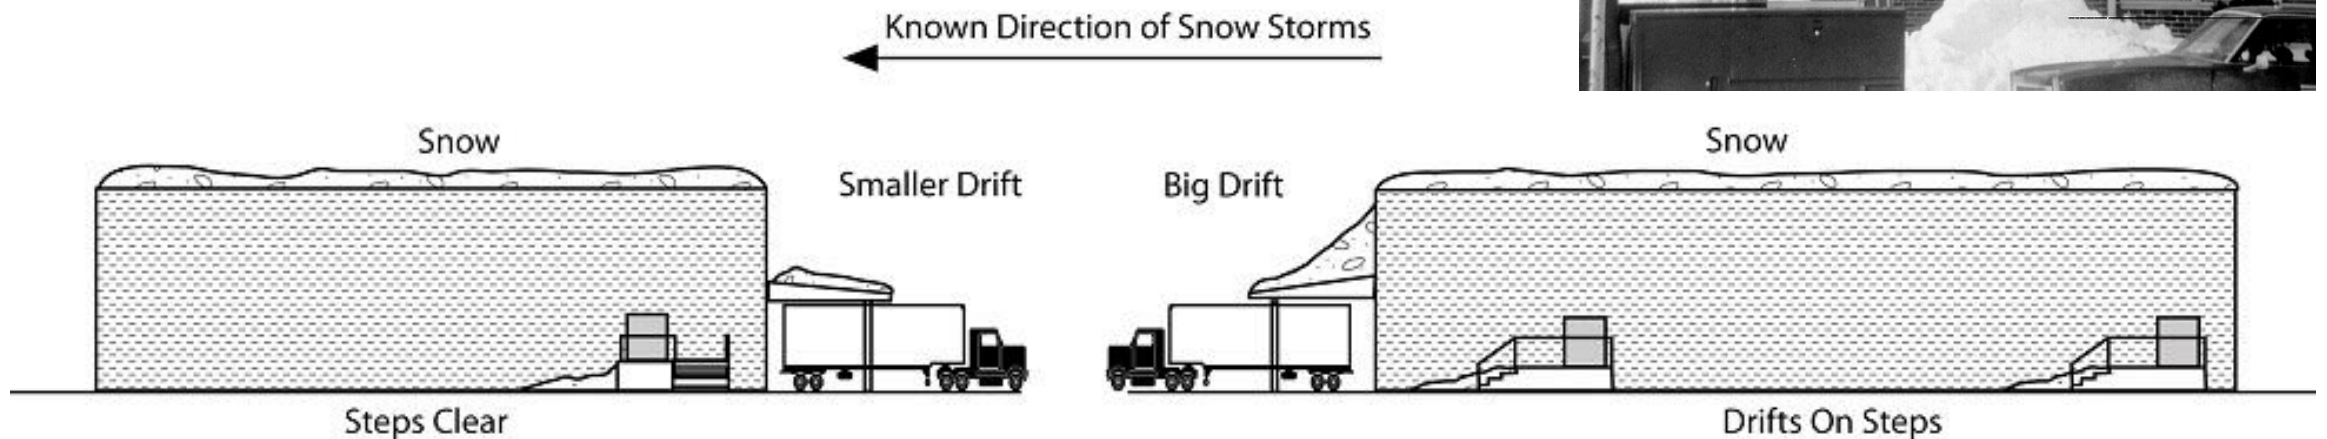 Known Direction of Snow Storms
Snow
Snow
Smaller Drift
Big Drift
Steps Clear
Drifts On Steps